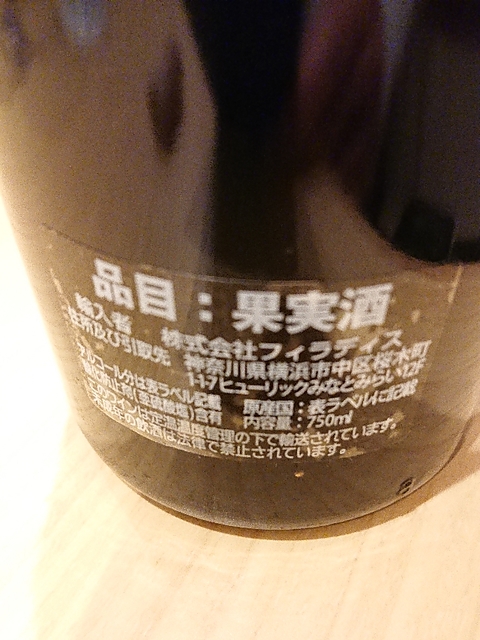 品目：果実酒
輸入者 株式会社フィラディス
住所及び引取先 神奈川県横浜市中区桜木町
1-1-7ヒューリックみなとみらい12F
アルコール分は表ラベルに記載 原産国：表ラベルに記載
酸化防止剤(亜硫酸塩)含有 内容量：750ml
このワインは定温温度管理の下で輸送されています。
未成年の飲酒は法律で禁止されています。